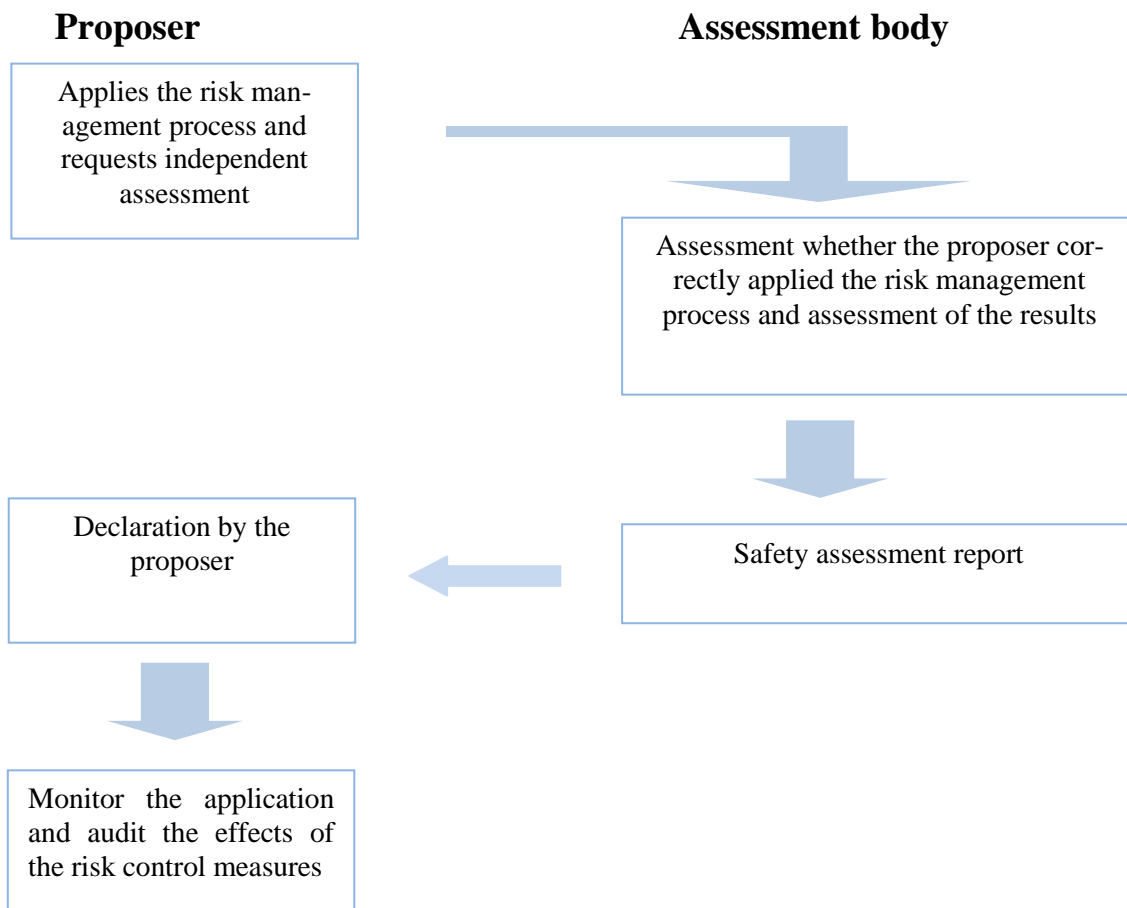 Proposer
Assessment body
Applies the risk man-
agement process and
requests independent
assessment
Assessment whether the proposer cor-
rectly applied the risk management
process and assessment of the results
Declaration by the
proposer
Safety assessment report
Monitor the application
and audit the effects of
the risk control measures